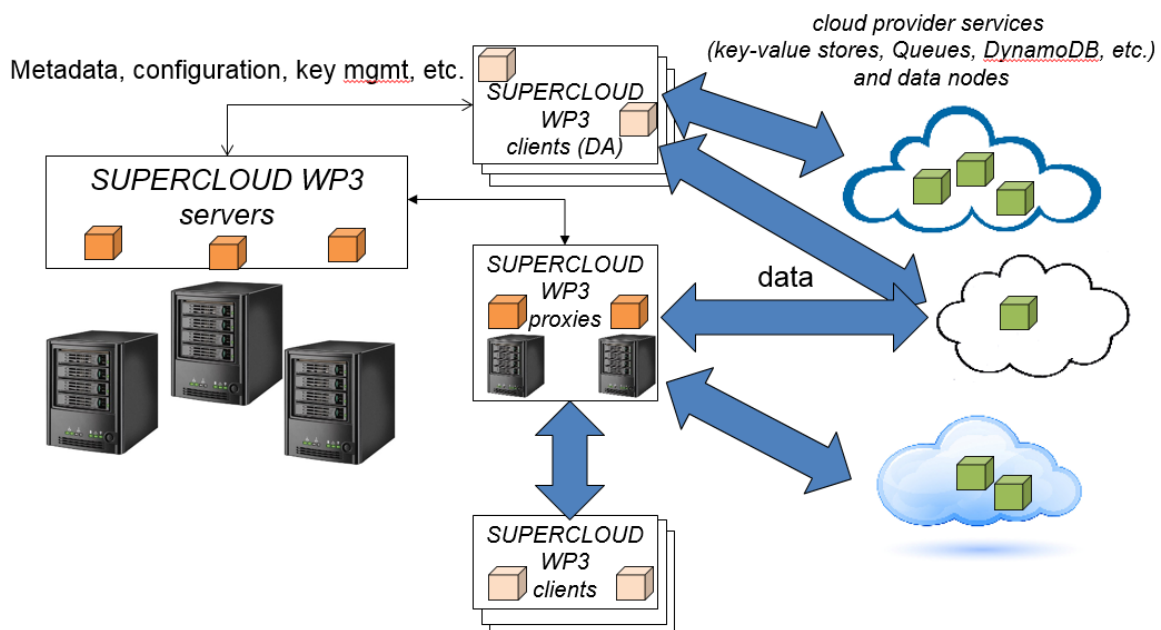 cloud provider services
(key-value stores, Queues, DynamoDB, etc.)
and data nodes
Metadata, configuration, key mgmt, etc.
SUPERCLOUD
WP3
clients (DA)
SUPERCLOUD WP3
servers
SUPERCLOUD
WP3
proxies
data
SUPERCLOUD
WP3
clients